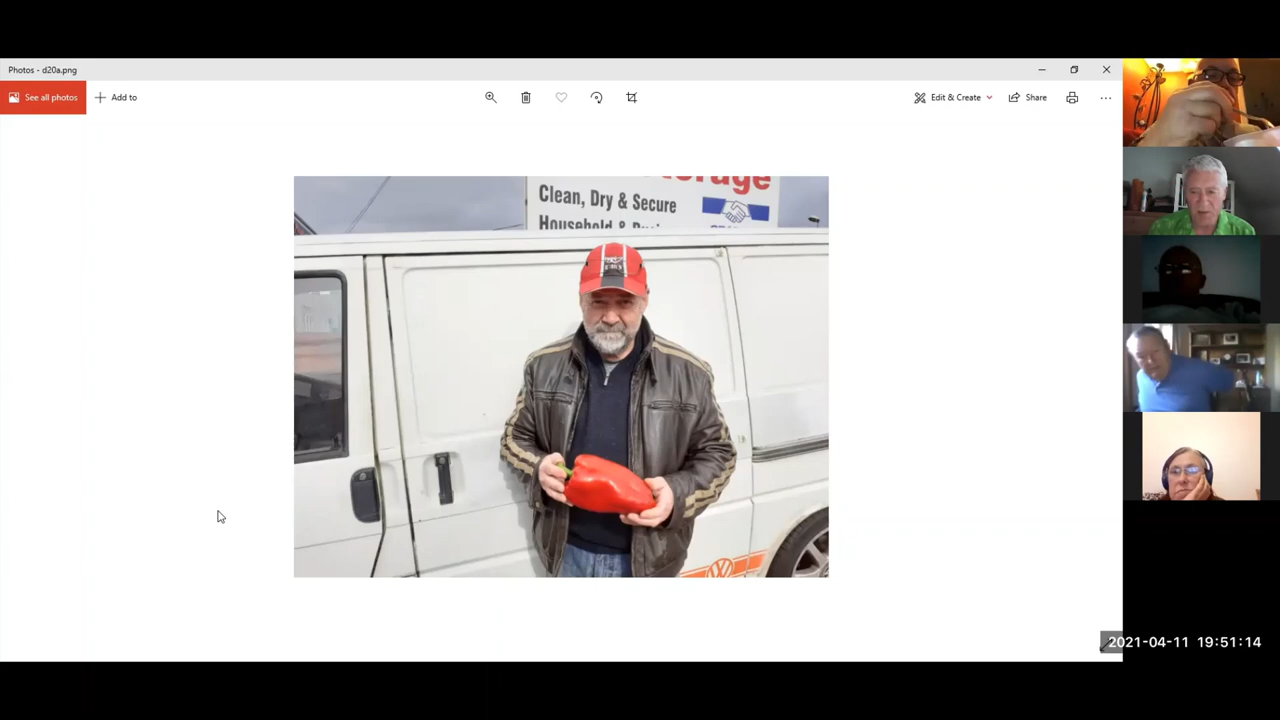 Photos - d20a.png
See all photos
Add to
Edit & Create
Share
Clean, Dry & Secure
Household &
2021-04-11 19:51:14